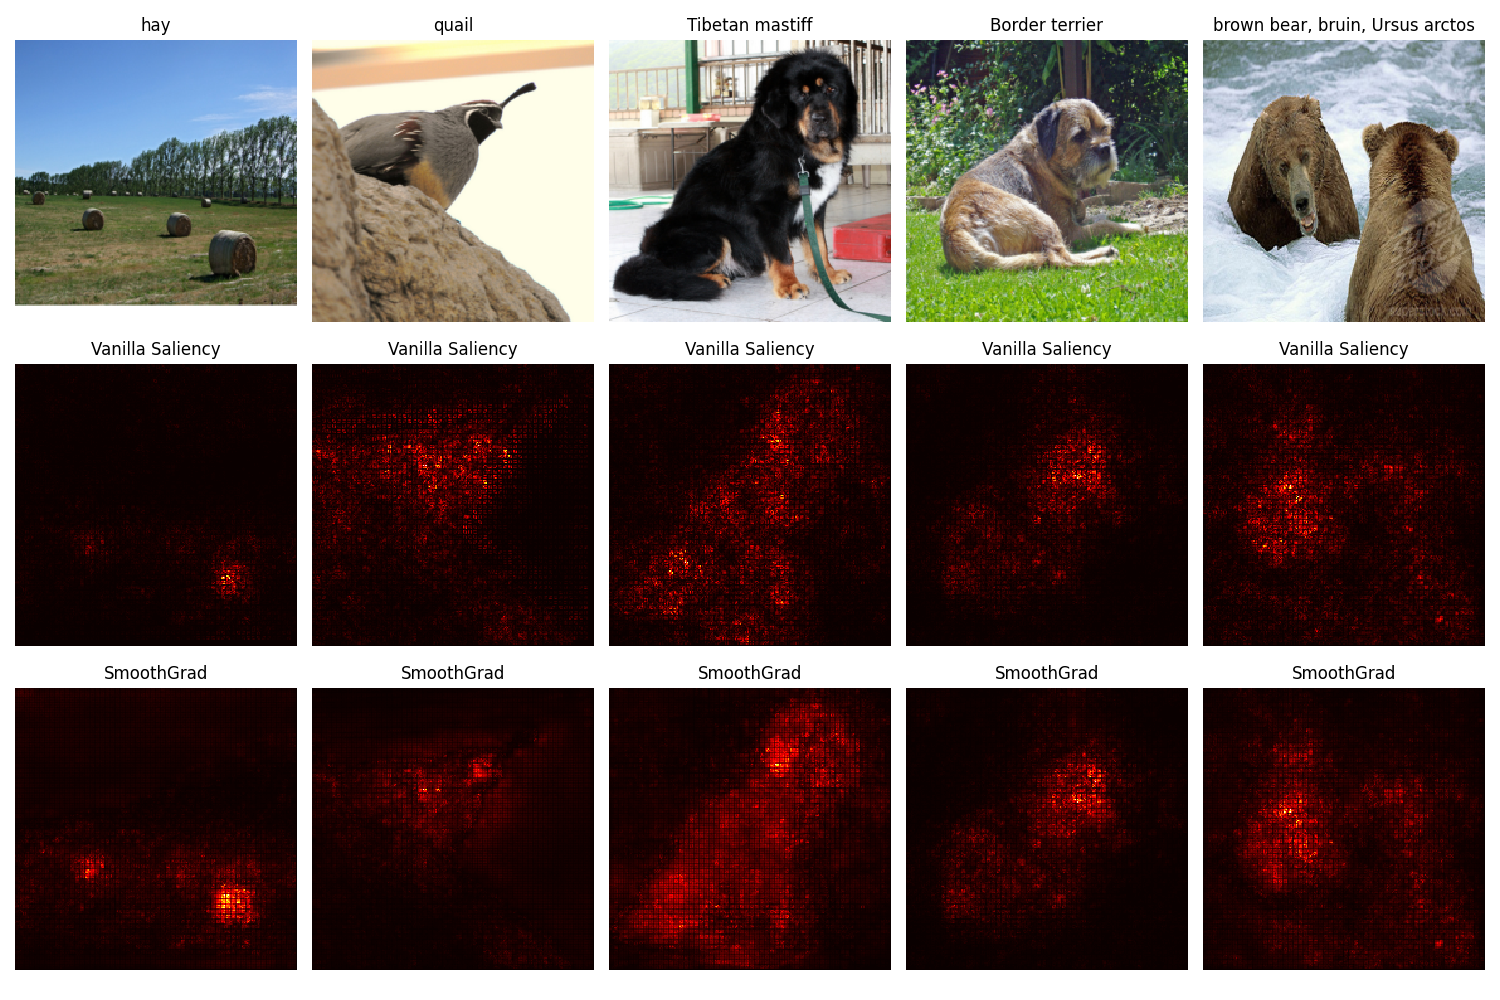 hay
quail
Tibetan mastiff
Border terrier
brown bear, bruin, Ursus arctos
Vanilla Saliency
Vanilla Saliency
Vanilla Saliency
Vanilla Saliency
Vanilla Saliency
SmoothGrad
SmoothGrad
SmoothGrad
SmoothGrad
SmoothGrad